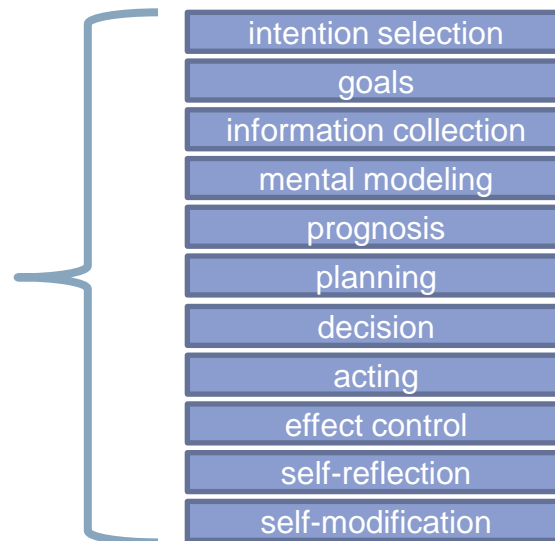 intention selection
goals
information collection
mental modeling
prognosis
planning
decision
acting
effect control
self-reflection
self-modification